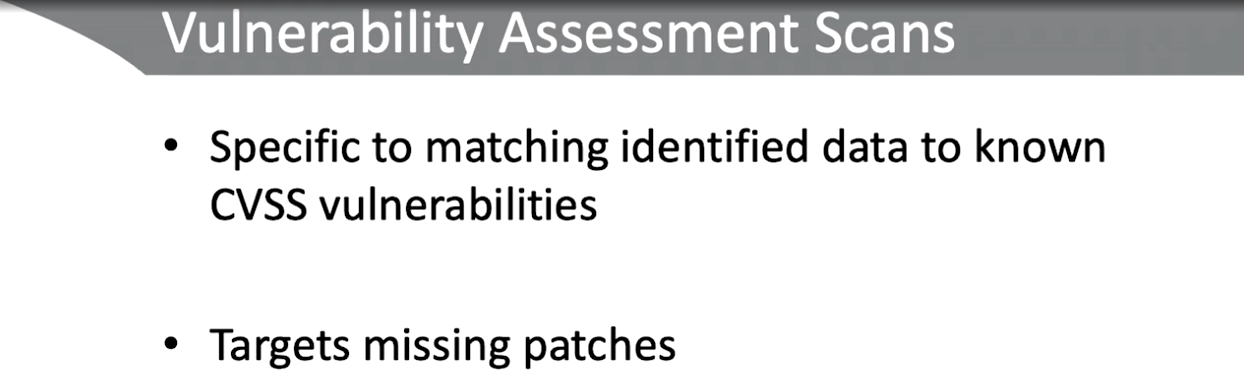 Vulnerability Assessment Scans
• Specific to matching identified data to known
CVSS vulnerabilities
• Targets missing patches